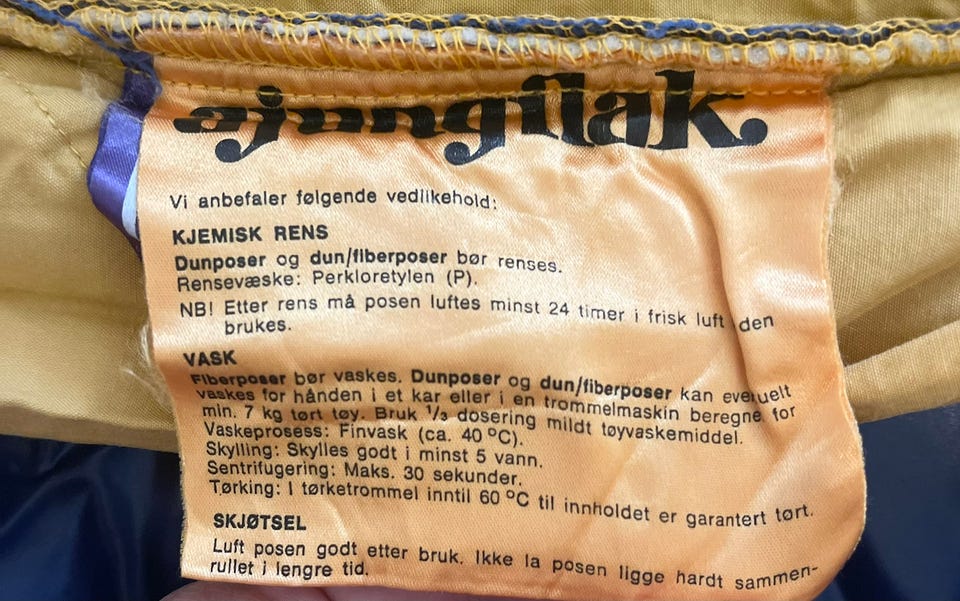 ajungilak
Vi anbefaler følgende vedlikehold:
KJEMISK RENS
Dunposer og dun/fiberposer bør renses.
Rensevæske: Perkloretylen (P).
NB! Etter rens må posen luftes minst 24 timer i frisk luft den
brukes.
VASK
Fiberposer bør vaskes. Dunposer og dun/fiberposer kan eventuelt
vaskes for hånden i et kar eller i en trommelmaskin beregnet for
min. 7 kg tørt tøy. Bruk 1/3 dosering mildt tøyvaskemiddel.
Vaskeprosess: Finvask (ca. 40 °C).
Skylling: Skylles godt i minst 5 vann.
Sentrifugering: Maks. 30 sekunder.
Tørking: I tørketrommel inntil 60 °C til innholdet er garantert tørt.
SKJØTSEL
Luft posen godt etter bruk. Ikke la posen ligge hardt sammen-
rullet i lengre tid.